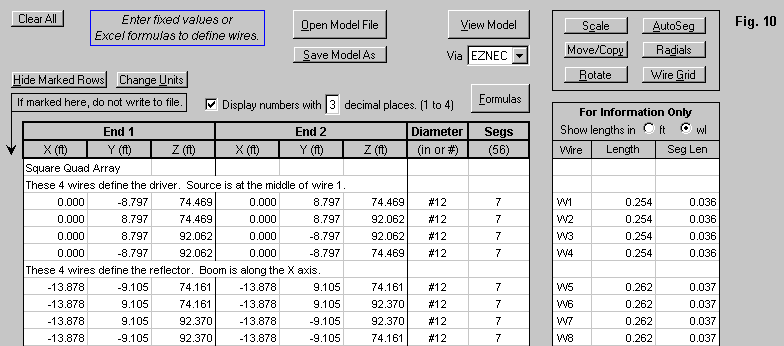 Clear All
Enter fixed values or
Excel formulas to define wires.
Open Model File
Save Model As
View Model
Via EZNEC
Scale AutoSeg
Move/Copy Radials
Rotate Wire Grid
Fig. 10
Hide Marked Rows Change Units
If marked here, do not write to file.
Display numbers with 3 decimal places. (1 to 4)
Formulas
For Information Only
Show lengths in ft wl
End 1 End 2 Diameter Segs
X (ft) Y (ft) Z (ft) X (ft) Y (ft) Z (ft) (in or #) (56) Wire Length Seg Len
Square Quad Array
These 4 wires define the driver. Source is at the middle of wire 1.
0.000 -8.797 74.469 0.000 8.797 74.469 #12 7 W1 0.254 0.036
0.000 8.797 74.469 0.000 8.797 92.062 #12 7 W2 0.254 0.036
0.000 8.797 92.062 0.000 -8.797 92.062 #12 7 W3 0.254 0.036
0.000 -8.797 92.062 0.000 -8.797 74.469 #12 7 W4 0.254 0.036
These 4 wires define the reflector. Boom is along the X axis.
-13.878 -9.105 74.161 -13.878 9.105 74.161 #12 7 W5 0.262 0.037
-13.878 9.105 74.161 -13.878 9.105 92.370 #12 7 W6 0.262 0.037
-13.878 9.105 92.370 -13.878 -9.105 92.370 #12 7 W7 0.262 0.037
-13.878 -9.105 92.370 -13.878 -9.105 74.161 #12 7 W8 0.262 0.037